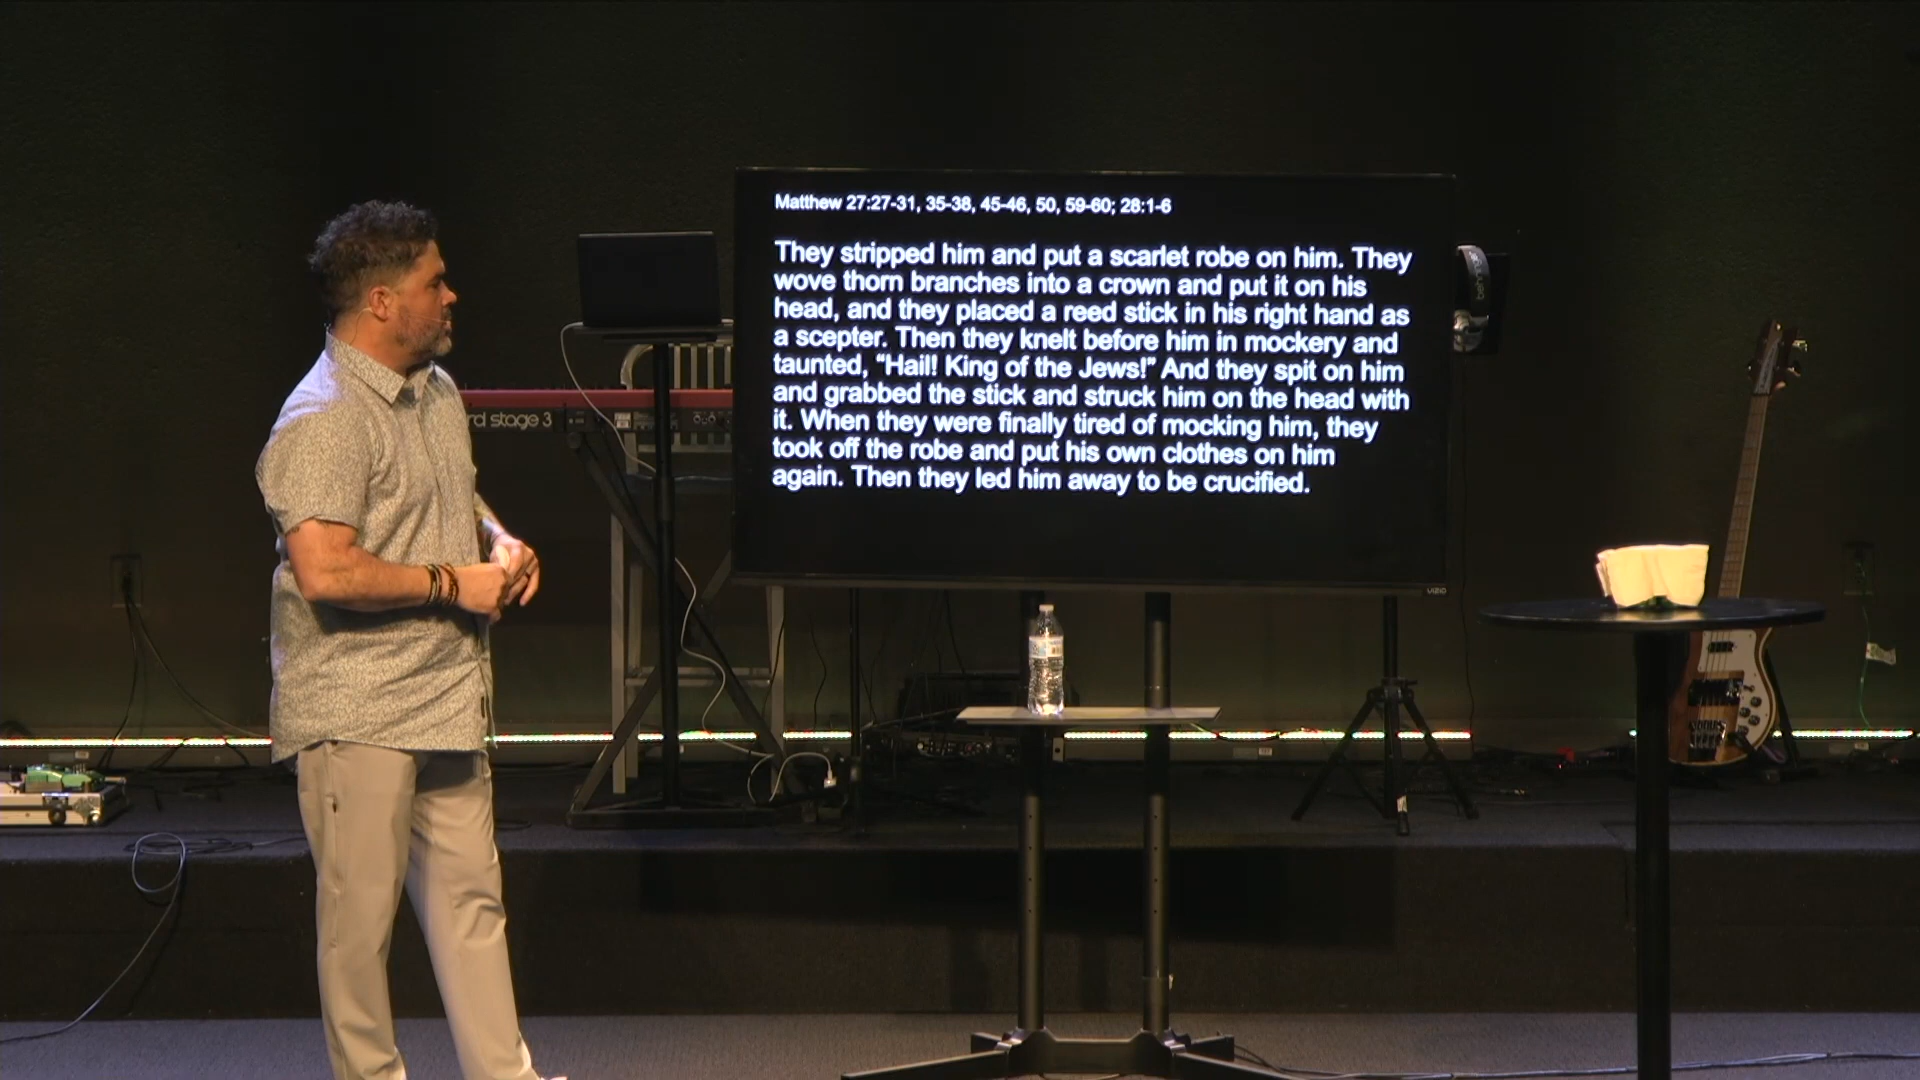 Matthew 27:27-31, 35-38, 45-46, 50, 59-60; 28:1-6
They stripped him and put a scarlet robe on him. They
wove thorn branches into a crown and put it on his
head, and they placed a reed stick in his right hand as
a scepter. Then they knelt before him in mockery and
taunted, “Hail! King of the Jews!” And they spit on him
and grabbed the stick and struck him on the head with
it. When they were finally tired of mocking him, they
took off the robe and put his own clothes on him
again. Then they led him away to be crucified.
rd stage 3
VIZIO